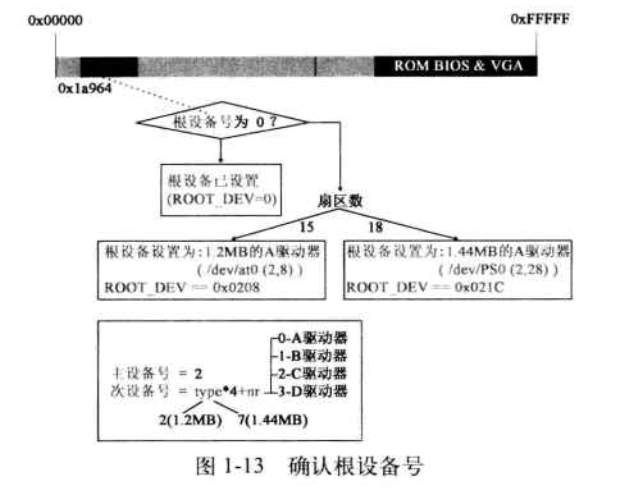 0x00000 0xFFFFF
ROM BIOS & VGA
0x1a964
根设备号为 0？
根设备已设置
(ROOT_DEV=0)
扇区数
15 18
根设备设置为:1.2MB的A驱动器
( /dev/at0 (2,8) )
ROOT_DEV == 0x0208
根设备设置为:1.44MB的A驱动器
( /dev/PS0 (2,28) )
ROOT_DEV == 0x021C
0-A驱动器
1-B驱动器
主设备号 = 2
2-C驱动器
次设备号 = type*4+nr
3-D驱动器
2(1.2MB) 7(1.44MB)
图 1-13 确认根设备号